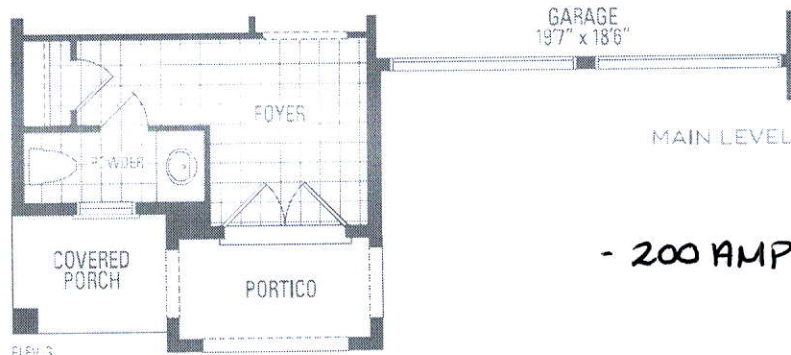 GARAGE
19'7" x 18'6"
FOYER
MAIN LEVEL
POWDER
COVERED
PORCH
PORTICO
- 200 AMP
ELEV. 3